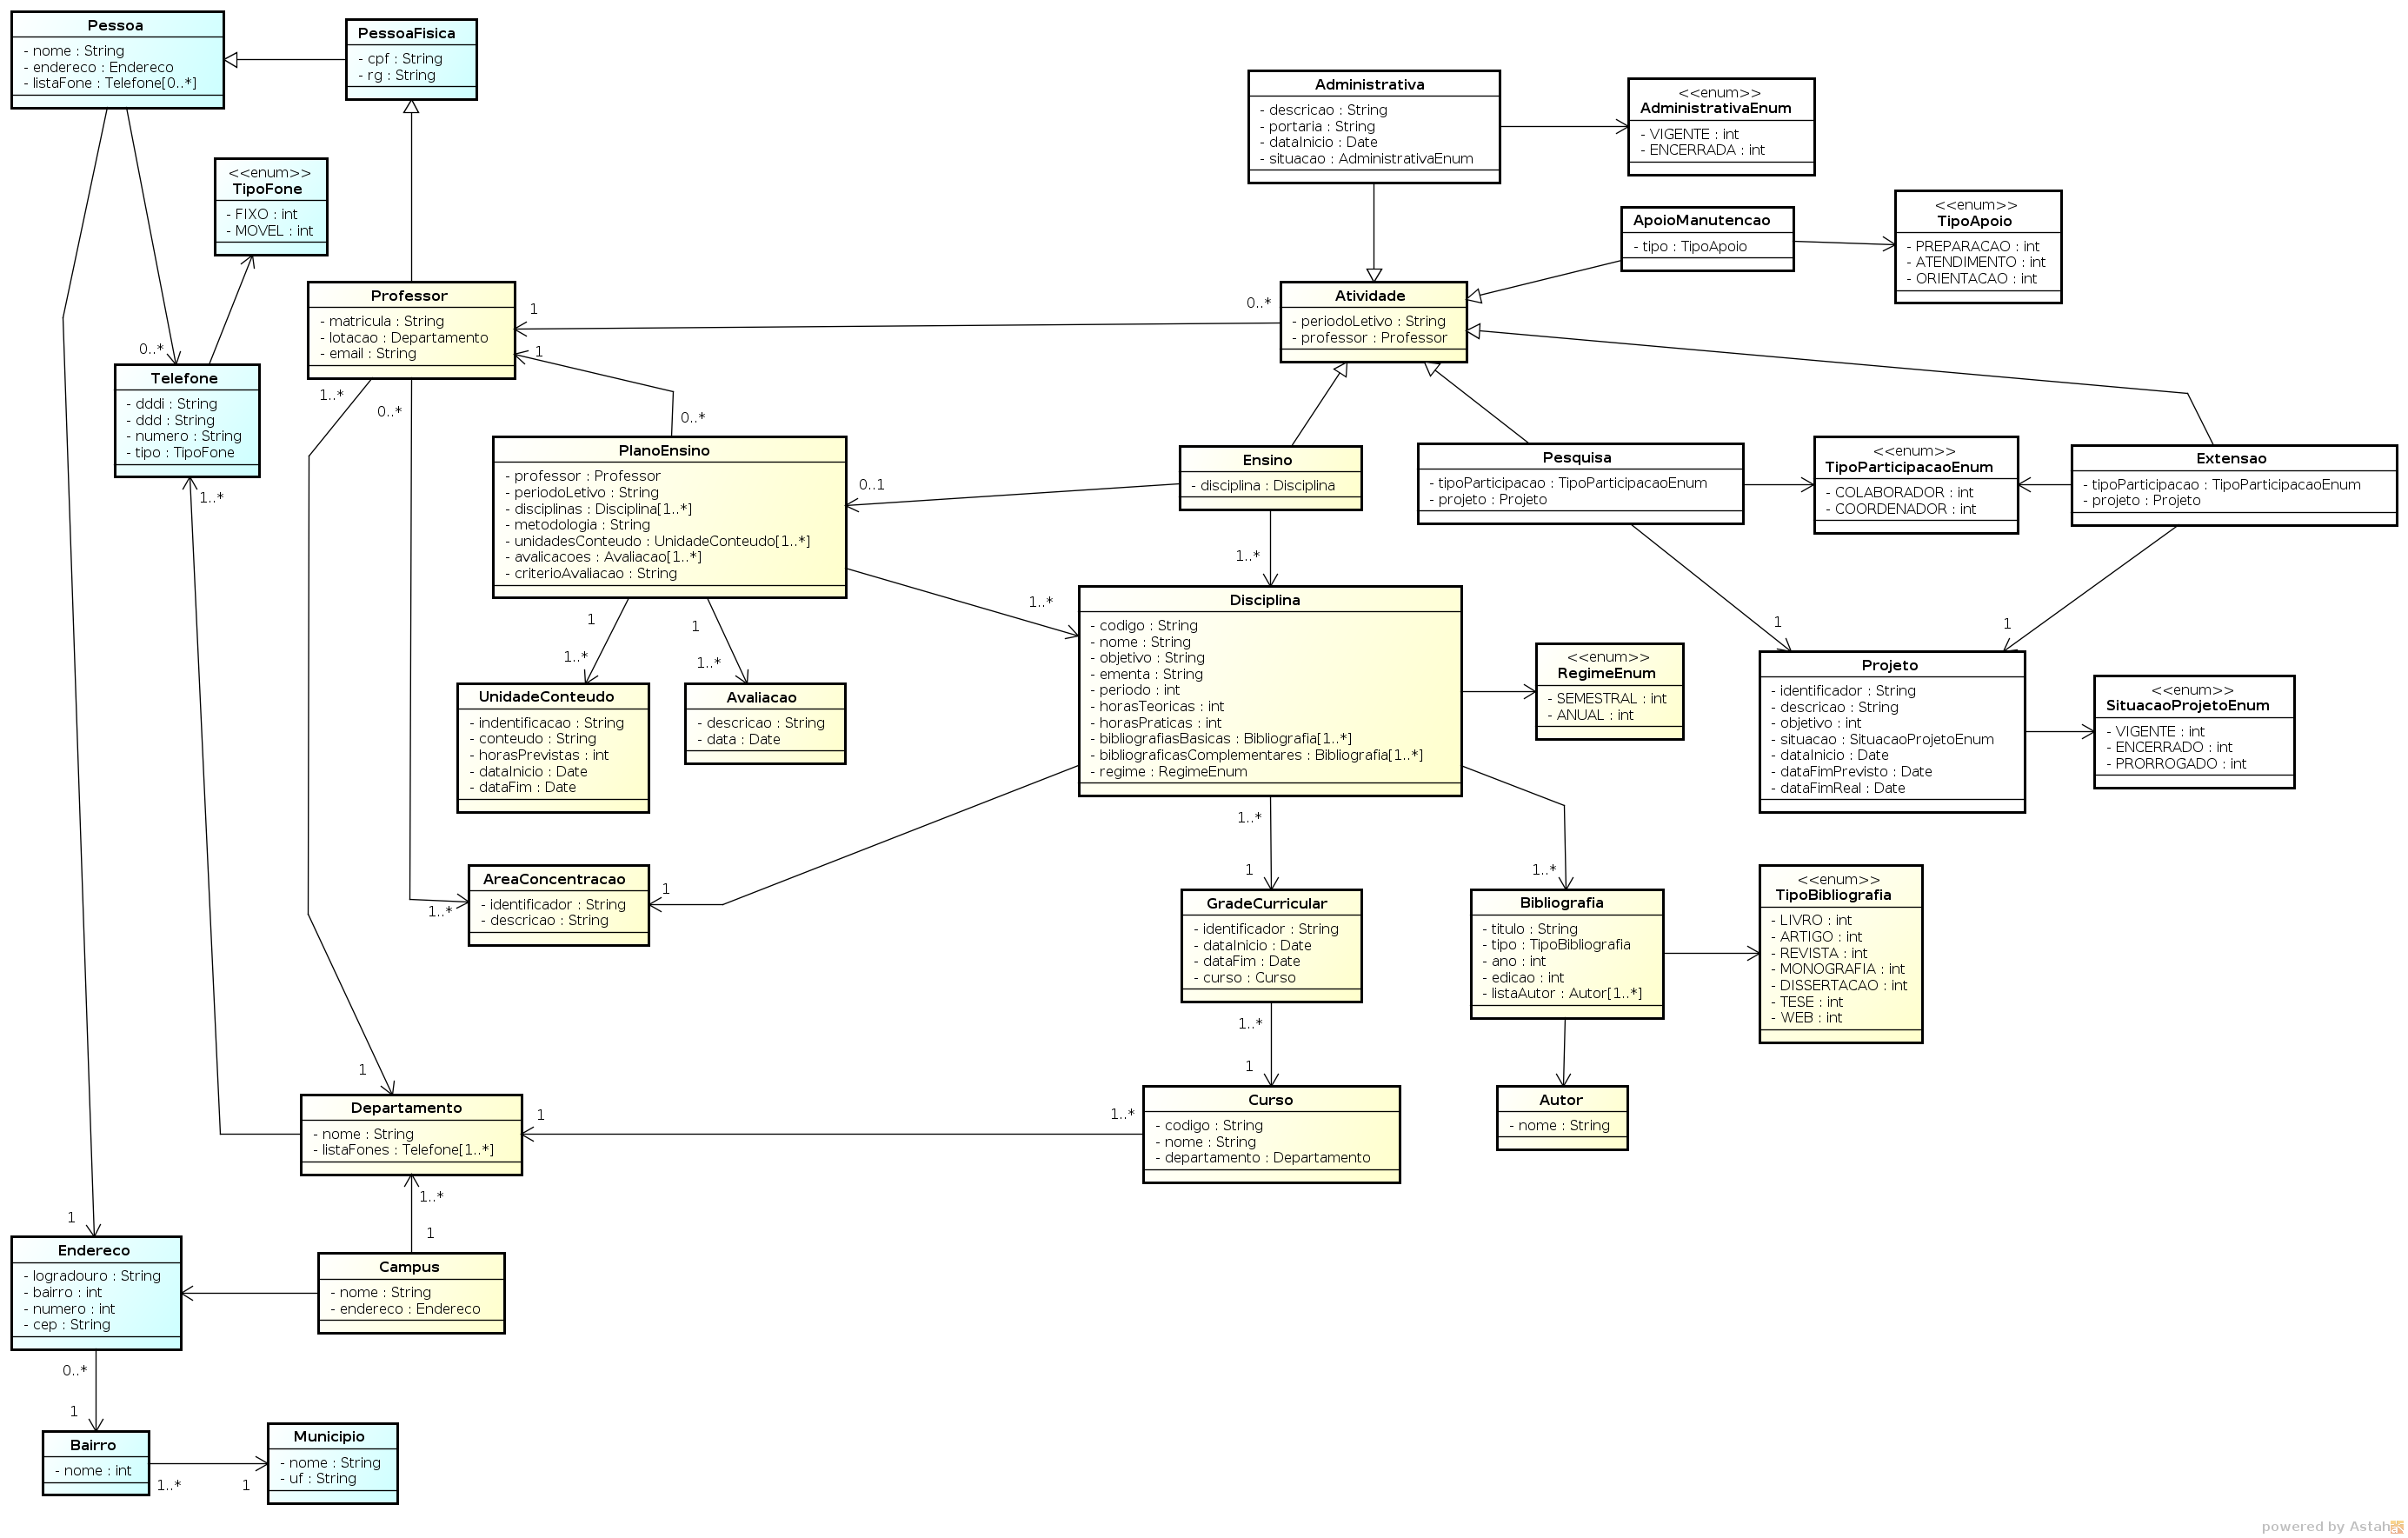 Pessoa
- nome : String
- endereco : Endereco
- listaFone : Telefone[0..*]
PessoaFisica
- cpf : String
- rg : String
Administrativa
- descricao : String
- portaria : String
- dataInicio : Date
- situacao : AdministrativaEnum
<<enum>>
AdministrativaEnum
- VIGENTE : int
- ENCERRADA : int
<<enum>>
TipoFone
- FIXO : int
- MOVEL : int
ApoioManutencao
- tipo : TipoApoio
<<enum>>
TipoApoio
- PREPARACAO : int
- ATENDIMENTO : int
- ORIENTACAO : int
Professor
- matricula : String
- lotacao : Departamento
- email : String
1
0..*
Atividade
- periodoLetivo : String
- professor : Professor
1
0..*
0..*
Telefone
- dddi : String
- ddd : String
- numero : String
- tipo : TipoFone
1..*
1..*
0..*
PlanoEnsino
- professor : Professor
- periodoLetivo : String
- disciplinas : Disciplina[1..*]
- metodologia : String
- unidadesConteudo : UnidadeConteudo[1..*]
- avalicacoes : Avaliacao[1..*]
- criterioAvaliacao : String
0..1
Ensino
- disciplina : Disciplina
1..*
Pesquisa
- tipoParticipacao : TipoParticipacaoEnum
- projeto : Projeto
<<enum>>
TipoParticipacaoEnum
- COLABORADOR : int
- COORDENADOR : int
Extensao
- tipoParticipacao : TipoParticipacaoEnum
- projeto : Projeto
1
1..*
1
1..*
1..*
UnidadeConteudo
- indentificacao : String
- conteudo : String
- horasPrevistas : int
- dataInicio : Date
- dataFim : Date
Avaliacao
- descricao : String
- data : Date
Disciplina
- codigo : String
- nome : String
- objetivo : String
- ementa : String
- periodo : int
- horasTeoricas : int
- horasPraticas : int
- bibliografiasBasicas : Bibliografia[1..*]
- bibliograficasComplementares : Bibliografia[1..*]
- regime : RegimeEnum
<<enum>>
RegimeEnum
- SEMESTRAL : int
- ANUAL : int
1
1
Projeto
- identificador : String
- descricao : String
- objetivo : int
- situacao : SituacaoProjetoEnum
- dataInicio : Date
- dataFimPrevisto : Date
- dataFimReal : Date
<<enum>>
SituacaoProjetoEnum
- VIGENTE : int
- ENCERRADO : int
- PRORROGADO : int
1..*
AreaConcentracao
- identificador : String
- descricao : String
1
1..*
1
GradeCurricular
- identificador : String
- dataInicio : Date
- dataFim : Date
- curso : Curso
1..*
Bibliografia
- titulo : String
- tipo : TipoBibliografia
- ano : int
- edicao : int
- listaAutor : Autor[1..*]
<<enum>>
TipoBibliografia
- LIVRO : int
- ARTIGO : int
- REVISTA : int
- MONOGRAFIA : int
- DISSERTACAO : int
- TESE : int
- WEB : int
1..*
1
1
Departamento
- nome : String
- listaFones : Telefone[1..*]
1
1..*
Curso
- codigo : String
- nome : String
- departamento : Departamento
Autor
- nome : String
1..*
1
1
Endereco
- logradouro : String
- bairro : int
- numero : int
- cep : String
Campus
- nome : String
- endereco : Endereco
0..*
1
Bairro
- nome : int
1..*
1
Municipio
- nome : String
- uf : String
powered by Astah